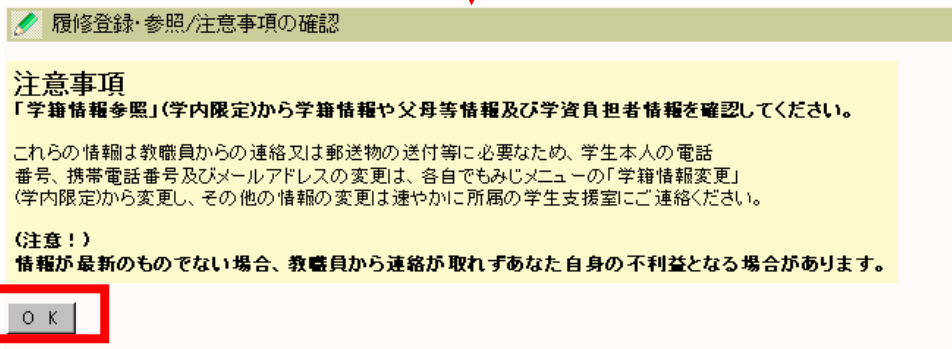 履修登録・参照/注意事項の確認
注意事項
「学籍情報参照」(学内限定)から学籍情報や父母等情報及び学資負担者情報を確認してください。
これらの情報は教職員からの連絡又は郵送物の送付等に必要なため、学生本人の電話
番号、携帯電話番号及びメールアドレスの変更は、各自でもみじメニューの「学籍情報変更」
(学内限定)から変更し、その他の情報の変更は速やかに所属の学生支援室にご連絡ください。
(注意！)
情報が最新のものでない場合、教職員から連絡が取れずあなた自身の不利益となる場合があります。
ＯＫ